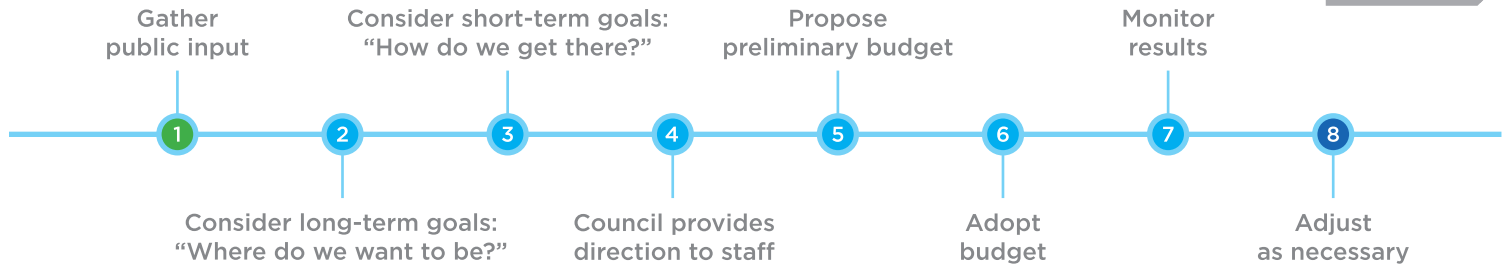 Gather
public input
Consider short-term goals:
“How do we get there?”
Propose
preliminary budget
Monitor
results
1
2
3
4
5
6
7
8
Consider long-term goals:
“Where do we want to be?”
Council provides
direction to staff
Adopt
budget
Adjust
as necessary